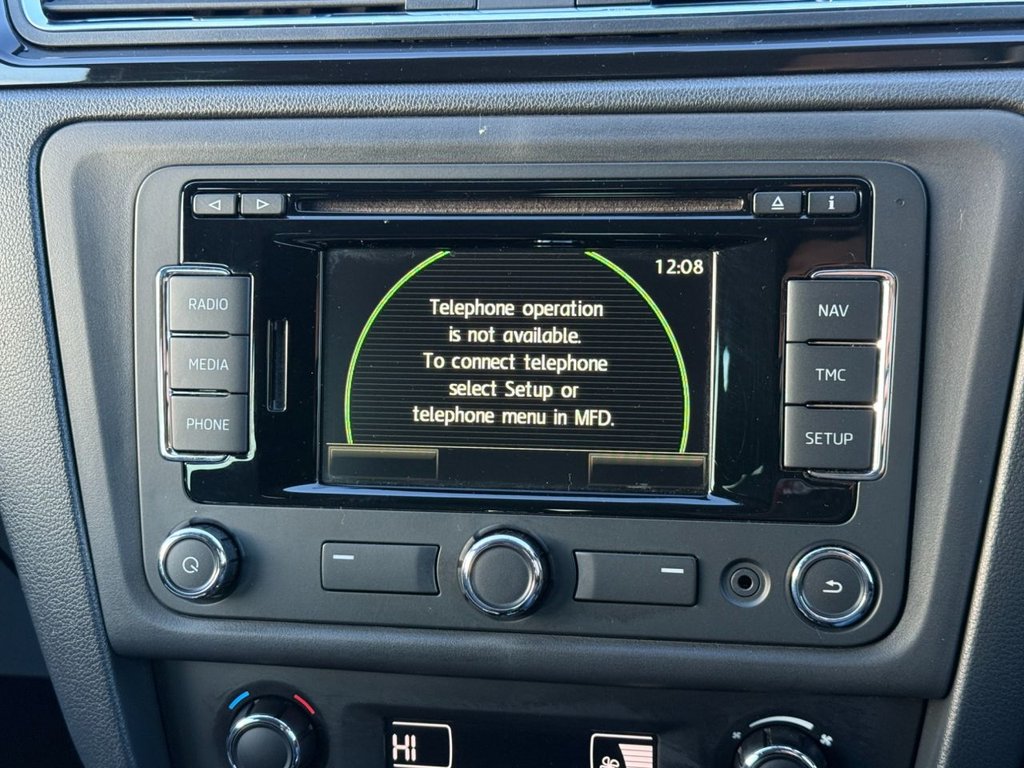 i
12:08
RADIO
MEDIA
PHONE
Telephone operation
is not available.
To connect telephone
select Setup or
telephone menu in MFD.
NAV
TMC
SETUP
HI